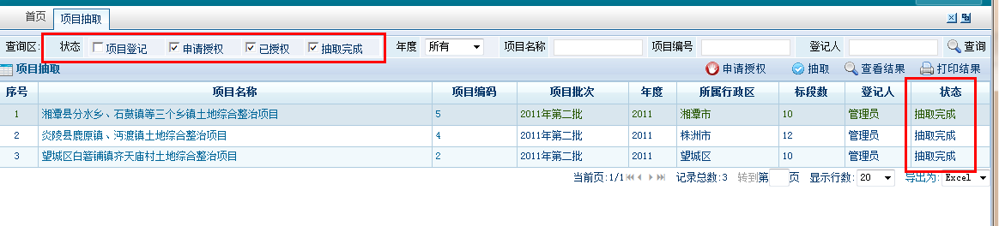 首页 项目抽取
查询区: 状态 项目登记 申请授权 已授权 抽取完成 年度 所有 项目名称 项目编号 登记人 查询
项目抽取 申请授权 抽取 查看结果 打印结果
序号 项目名称 项目编码 项目批次 年度 所属行政区 标段数 登记人 状态
1 湘潭县分水乡、石鼓镇等三个乡镇土地综合整治项目 5 2011年第二批 2011 湘潭市 10 管理员 抽取完成
2 炎陵县鹿原镇、沔渡镇土地综合整治项目 4 2011年第二批 2011 株洲市 12 管理员 抽取完成
3 望城区白箬铺镇齐天庙村土地综合整治项目 2 2011年第二批 2011 望城区 10 管理员 抽取完成
当前页:1/1 记录总数:3 转到第 页 显示行数: 20 导出为: Excel